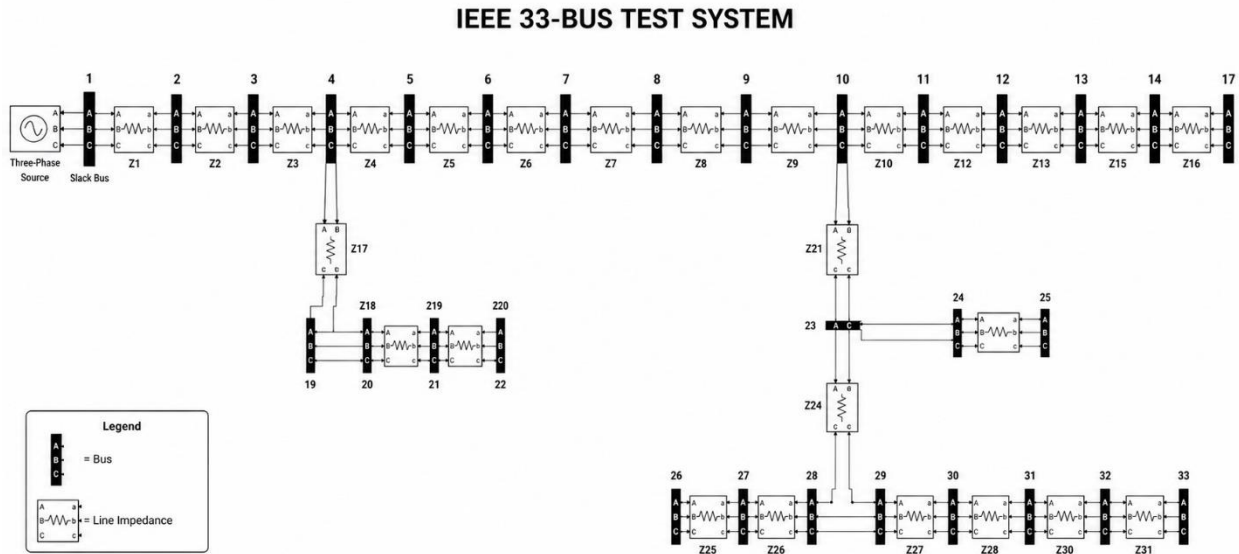 IEEE 33-BUS TEST SYSTEM
1 2 3 4 5 6 7 8 9 10 11 12 13 14 17
A A A A A A A A A A A A A A A A
B B B B B B B B B B B B B B B B
C C C C C C C C C C C C C C C C
A a A a A a A a A a A a A a A a A a A a A a A a A a A a
B b B b B b B b B b B b B b B b B b B b B b B b B b B b
C c C c C c C c C c C c C c C c C c C c C c C c C c C c
Three-Phase
Source
Slack Bus
Z1 Z2 Z3 Z4 Z5 Z6 Z7 Z8 Z9 Z10 Z12 Z13 Z15 Z16
A B
Z17
c c
A
Z21
c c
Z18 Z19 Z20
A A A a A A a A
B B B b B B b B
C C C c C C c C
19 20 21 22
24 25
23 A C
A A a A
B B b B
C C c C
A
Z24
c c
Legend
A
B
C
= Bus
A a
B b
C c
= Line Impedance
26 27 28 29 30 31 32 33
A A a A A a A A A a A A a A A a A A a A
B B b B B b B B B b B B b B B b B B b B
C C c C C c C C C c C C c C C c C C c C
Z25 Z26 Z27 Z28 Z30 Z31